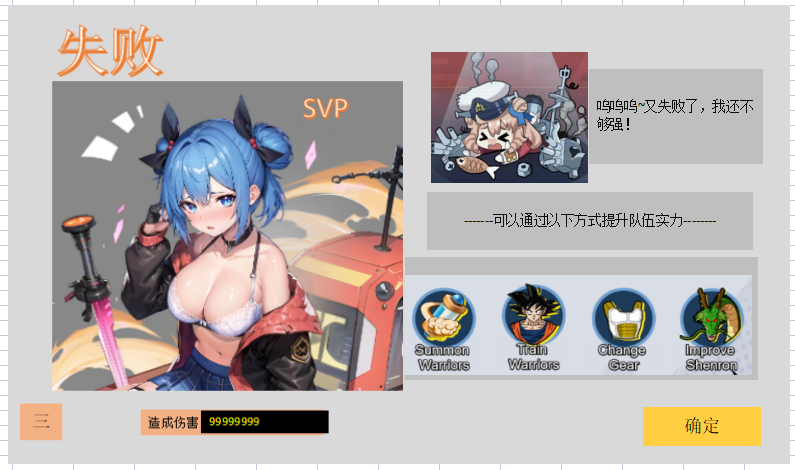 失败
SVP
呜呜呜~又失败了，我还不
够强！
-------可以通过以下方式提升队伍实力--------
Summon
Warriors
Train
Warriors
Change
Gear
Improve
Shenron
造成伤害
99999999
确定